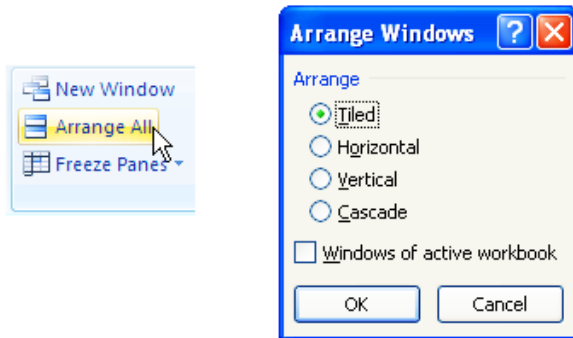 New Window
Arrange All
Freeze Panes
Arrange Windows
Arrange
Tiled
Horizontal
Vertical
Cascade
Windows of active workbook
OK Cancel